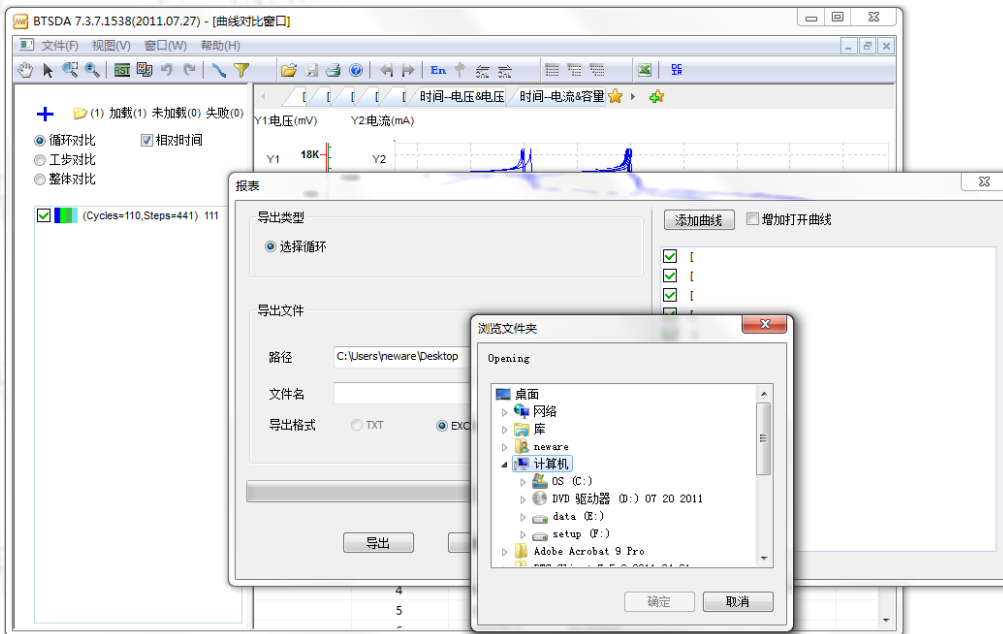 BTSDA 7.3.7.1538(2011.07.27) - [曲线对比窗口]
文件(F) 视图(V) 窗口(W) 帮助(H)
RST En
(1) 加载(1) 未加载(0) 失败(0)
循环对比 相对时间
工步对比
整体对比
(Cycles=110,Steps=441) 111
[ [ [ [ [ 时间--电压&电压 时间--电流&容量
Y1:电压(mV) Y2:电流(mA)
Y1 18K Y2
报表
导出类型
选择循环
导出文件
路径 C:\Users\neware\Desktop
文件名
导出格式 TXT
导出
添加曲线 增加打开曲线
[
[
[
[
浏览文件夹
Opening
桌面
网络
库
neware
计算机
OS (C:)
DVD 驱动器 (D:) 07 20 2011
data (E:)
setup (F:)
Adobe Acrobat 9 Pro
确定 取消
4
5